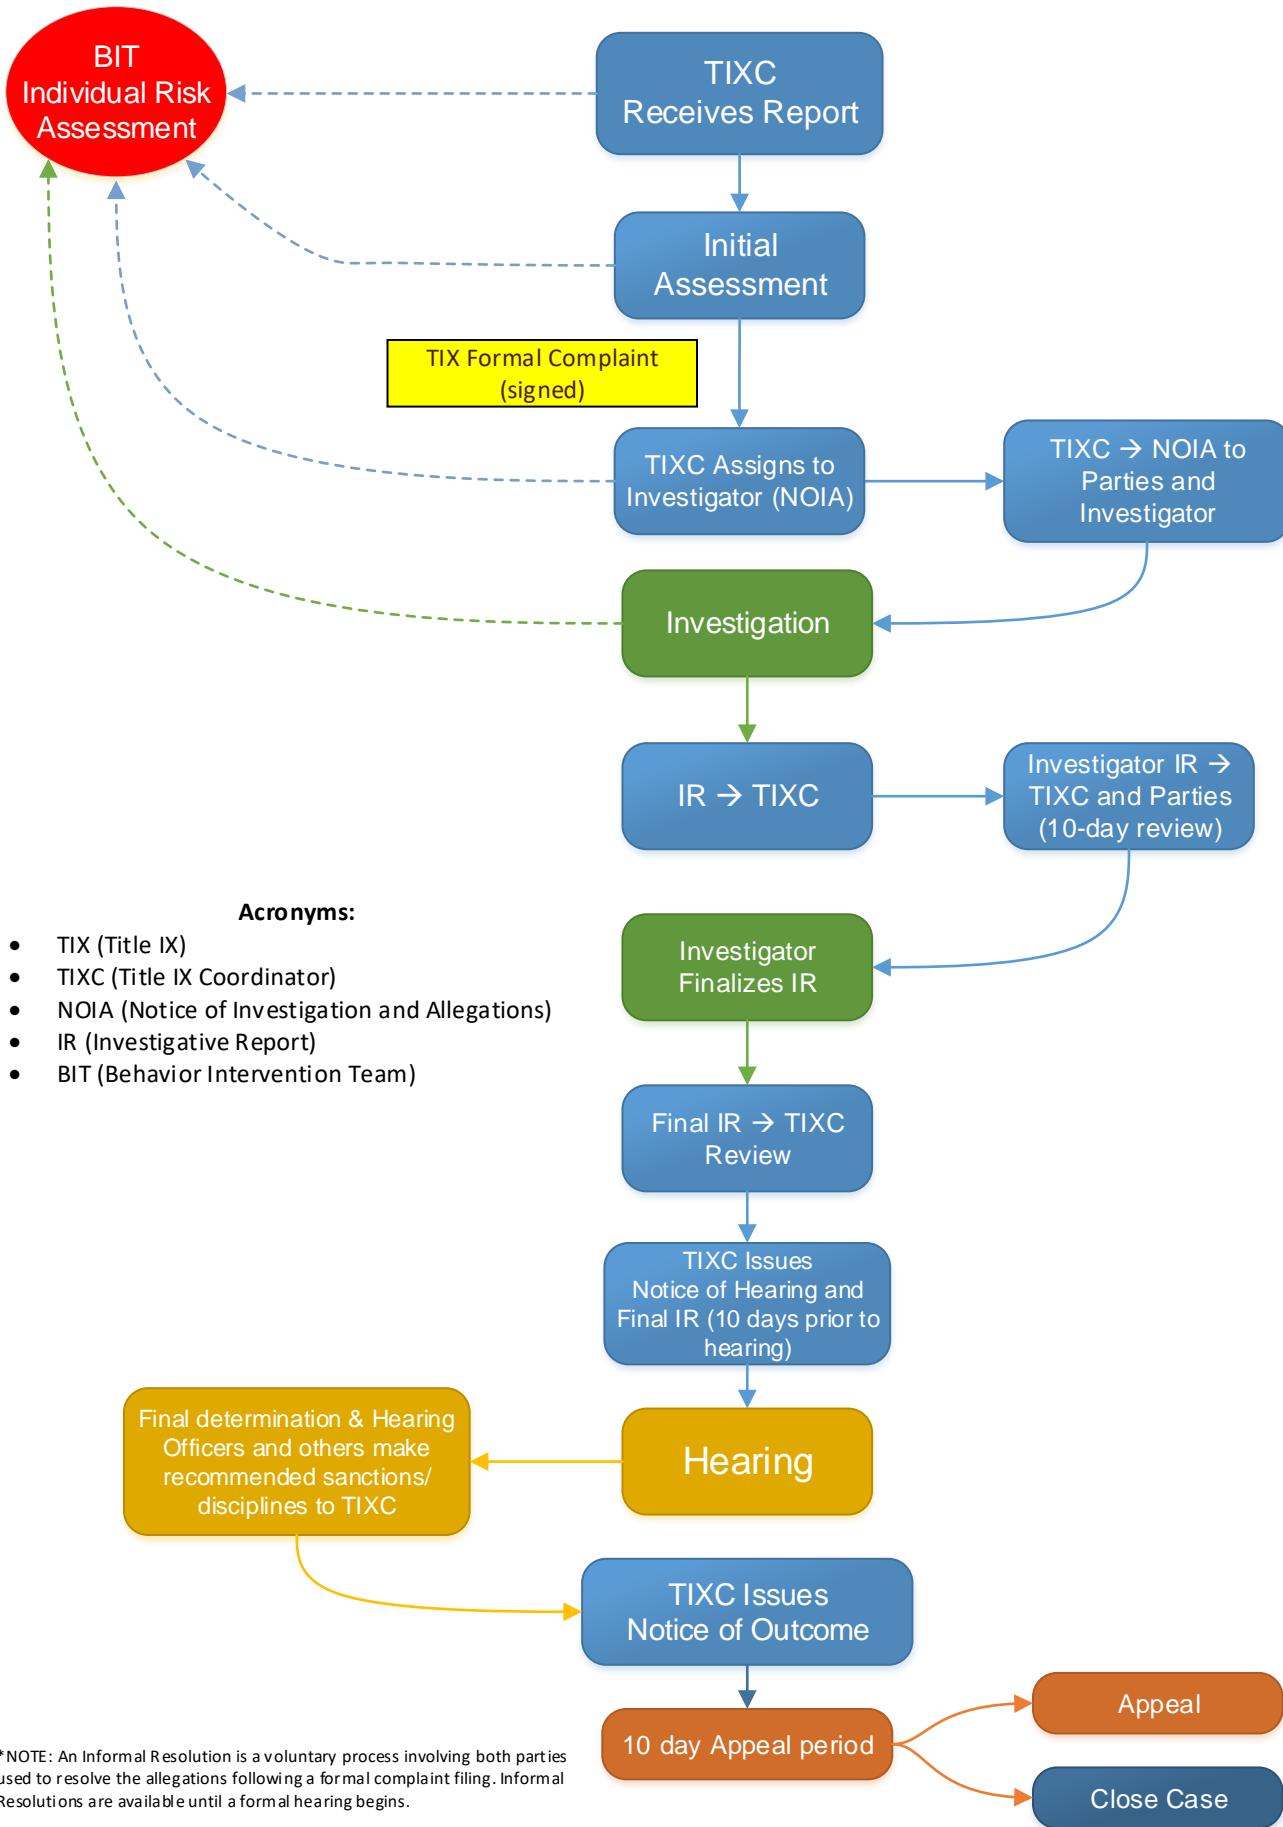 BIT
Individual Risk
Assessment
TIXC
Receives Report
Initial
Assessment
TIX Formal Complaint
(signed)
TIXC Assigns to
Investigator (NOIA)
TIXC → NOIA to
Parties and
Investigator
Investigation
IR → TIXC
Investigator IR →
TIXC and Parties
(10-day review)
Acronyms:
• TIX (Title IX)
• TIXC (Title IX Coordinator)
• NOIA (Notice of Investigation and Allegations)
• IR (Investigative Report)
• BIT (Behavior Intervention Team)
Investigator
Finalizes IR
Final IR → TIXC
Review
TIXC Issues
Notice of Hearing and
Final IR (10 days prior to
hearing)
Hearing
Final determination & Hearing
Officers and others make
recommended sanctions/
disciplines to TIXC
TIXC Issues
Notice of Outcome
10 day Appeal period
Appeal
Close Case
*NOTE: An Informal Resolution is a voluntary process involving both parties
used to resolve the allegations following a formal complaint filing. Informal
Resolutions are available until a formal hearing begins.